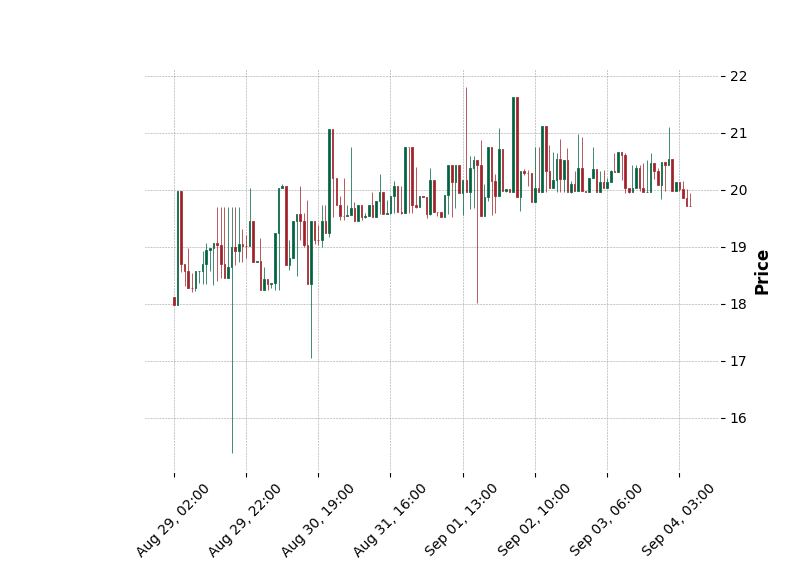 22
21
20
19
18
17
16
Price
Aug 29, 02:00
Aug 29, 22:00
Aug 30, 19:00
Aug 31, 16:00
Sep 01, 13:00
Sep 02, 10:00
Sep 03, 06:00
Sep 04, 03:00